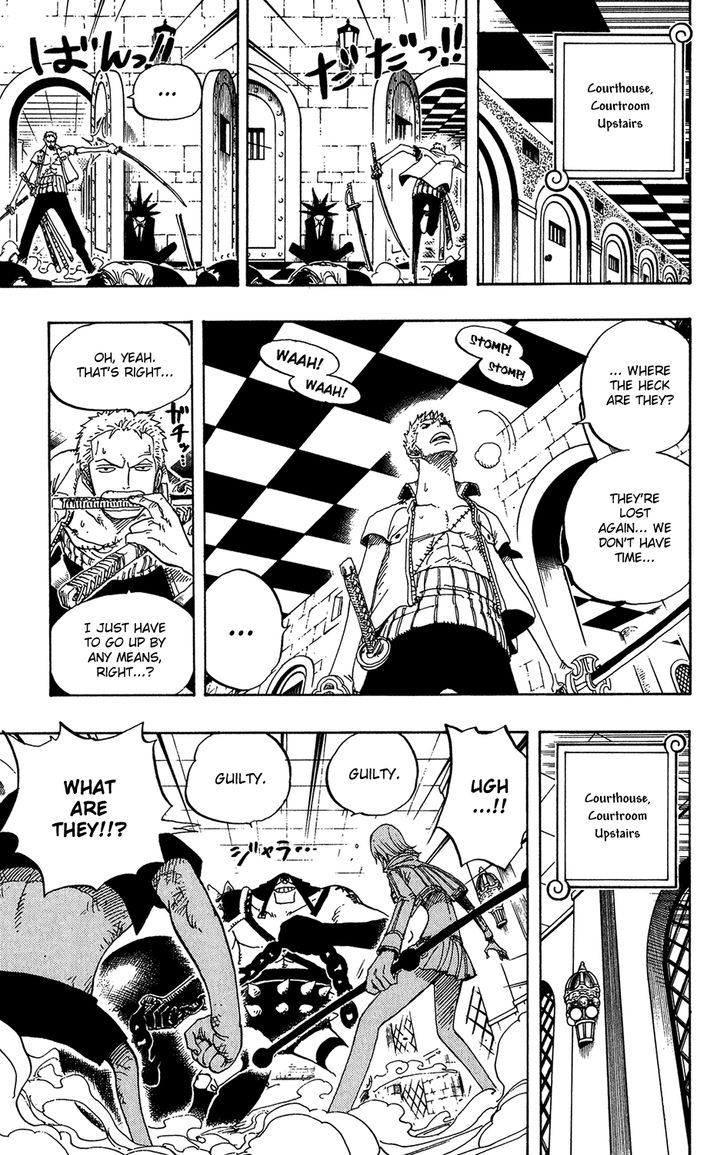 Courthouse,
Courtroom
Upstairs
だだっ!!
ばんっ!!
...
... WHERE
THE HECK
ARE THEY?
THEY'RE
LOST
AGAIN... WE
DON'T HAVE
TIME...
STOMP!
STOMP!
WAAH!
WAAH!
...
OH, YEAH.
THAT'S RIGHT...
ガチッ...
I JUST HAVE
TO GO UP BY
ANY MEANS,
RIGHT...?
Courthouse,
Courtroom
Upstairs
UGH
...!!
GUILTY.
GUILTY.
ジャラ...
WHAT
ARE
THEY!!?